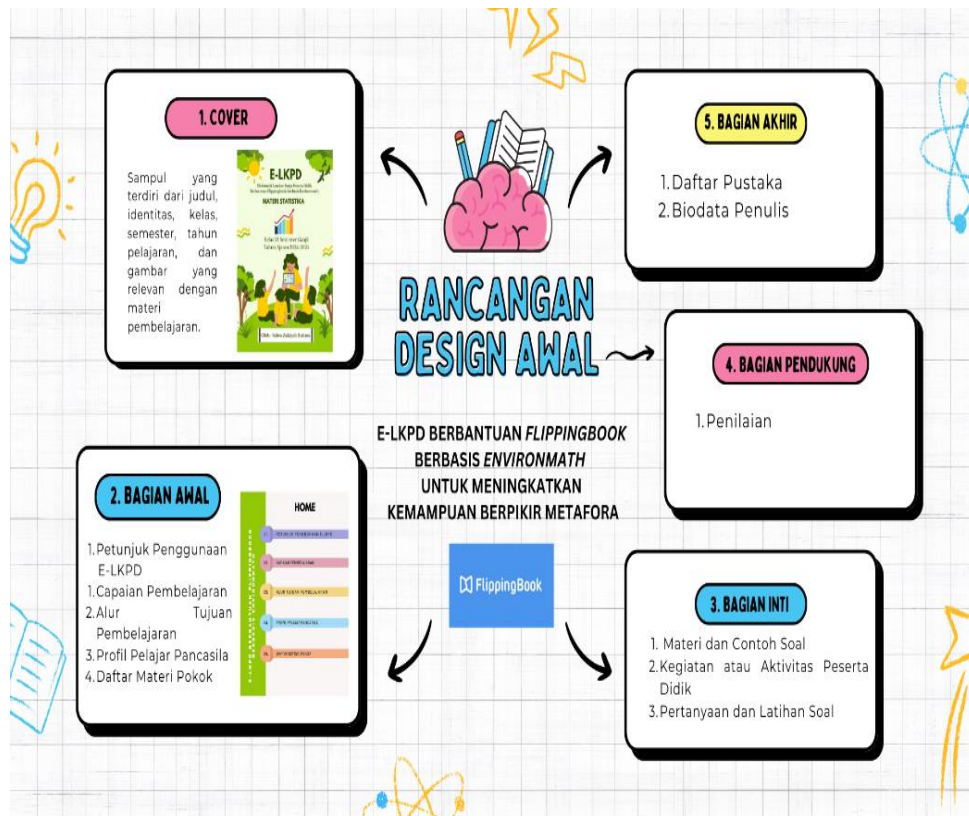 1. COVER
Sampul yang
terdiri dari judul,
identitas, kelas,
semester, tahun
pelajaran, dan
gambar yang
relevan dengan
materi
pembelajaran.
E-LKPD
MATERI STATISTIKA
RANCANGAN
DESIGN AWAL
E-LKPD BERBANTUAN FLIPPINGBOOK
BERBASIS ENVIRONMATH
UNTUK MENINGKATKAN
KEMAMPUAN BERPIKIR METAFORA
FlippingBook
2. BAGIAN AWAL
1.Petunjuk Penggunaan
E-LKPD
1.Capaian Pembelajaran
2.Alur Tujuan
Pembelajaran
3.Profil Pelajar Pancasila
4.Daftar Materi Pokok
HOME
3. BAGIAN INTI
1. Materi dan Contoh Soal
2.Kegiatan atau Aktivitas Peserta
Didik
3.Pertanyaan dan Latihan Soal
4. BAGIAN PENDUKUNG
1.Penilaian
5. BAGIAN AKHIR
1.Daftar Pustaka
2.Biodata Penulis